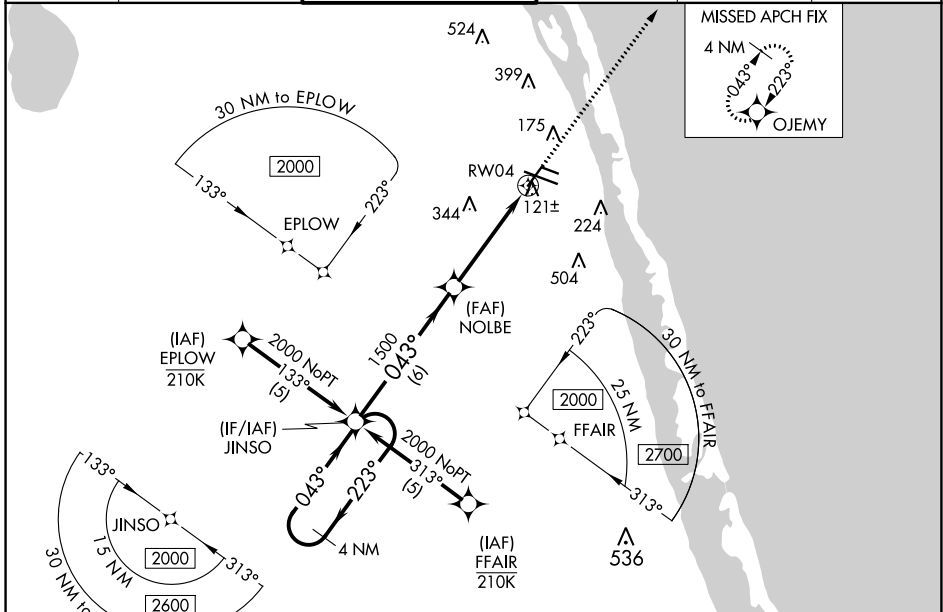 MISSED APCH FIX
4 NM
043°
223°
OJEMY
524
399
175
RW04
121±
344
224
504
30 NM to EPLOW
2000
133°
223°
EPLOW
(FAF)
NOLBE
(IAF)
EPLOW
210K
2000 NoPT
133°
(5)
1500
043°
(6)
(IF/IAF)
JINSO
2000 NoPT
313°
(5)
043°
223°
4 NM
(IAF)
FFAIR
210K
223°
30 NM to FFAIR
25 NM
2000
FFAIR
2700
313°
536
133°
JINSO
313°
15 NM
2000
30 NM to
2600